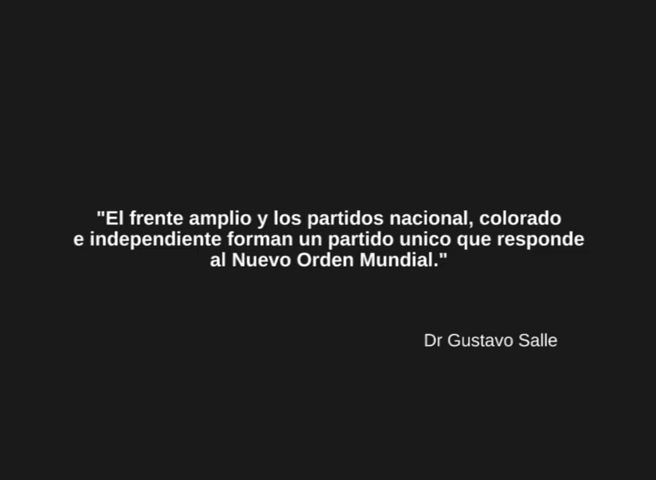 "El frente amplio y los partidos nacional, colorado
e independiente forman un partido unico que responde
al Nuevo Orden Mundial."
Dr Gustavo Salle